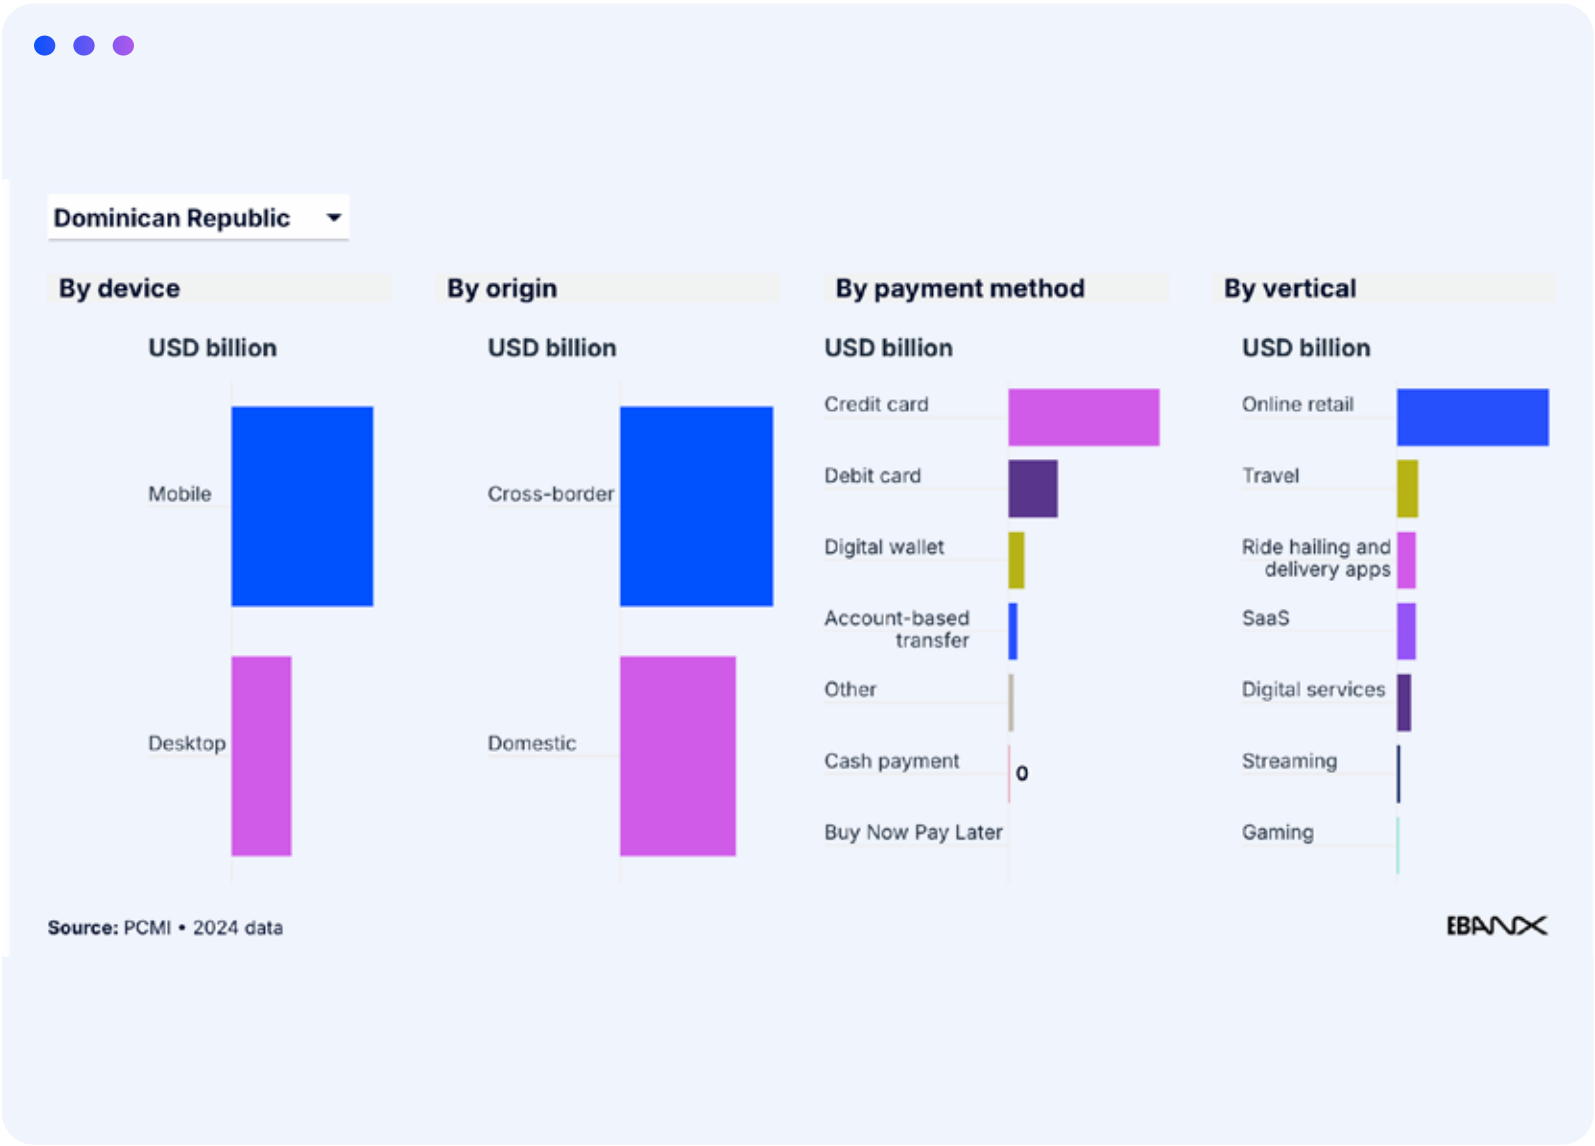 Dominican Republic
By device
USD billion
Mobile
Desktop
By origin
USD billion
Cross-border
Domestic
By payment method
USD billion
Credit card
Debit card
Digital wallet
Account-based
transfer
Other
Cash payment
0
Buy Now Pay Later
By vertical
USD billion
Online retail
Travel
Ride hailing and
delivery apps
SaaS
Digital services
Streaming
Gaming
Source: PCMI • 2024 data
EBANX